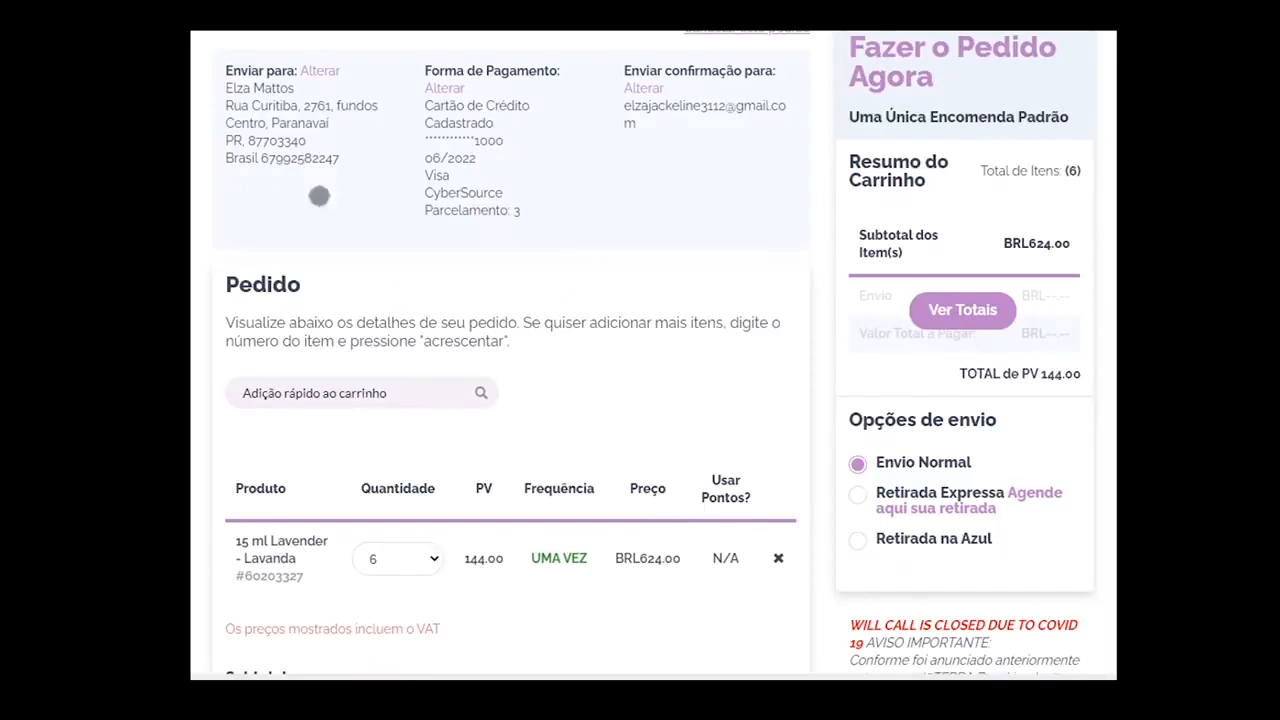 Enviar para: Alterar
Elza Mattos
Rua Curitiba, 2761, fundos
Centro, Paranavaí
PR, 87703340
Brasil 67992582247
Forma de Pagamento:
Alterar
Cartão de Crédito
Cadastrado
************1000
06/2022
Visa
CyberSource
Parcelamento: 3
Enviar confirmação para:
Alterar
elzajackeline3112@gmail.co
m
Pedido
Visualize abaixo os detalhes de seu pedido. Se quiser adicionar mais itens, digite o
número do item e pressione "acrescentar".
Adição rápido ao carrinho
Produto Quantidade PV Frequência Preço Usar
Pontos?
15 ml Lavender
- Lavanda
#60203327
6 144.00 UMA VEZ BRL624.00 N/A ✖
Os preços mostrados incluem o VAT
Fazer o Pedido
Agora
Uma Única Encomenda Padrão
Resumo do
Carrinho
Total de Itens: (6)
Subtotal dos
Item(s)
BRL624.00
Envio BRL--.--
Ver Totais
Valor Total a Pagar: BRL--.--
TOTAL de PV 144.00
Opções de envio
Envio Normal
Retirada Expressa Agende
aqui sua retirada
Retirada na Azul
WILL CALL IS CLOSED DUE TO COVID
19 AVISO IMPORTANTE:
Conforme foi anunciado anteriormente